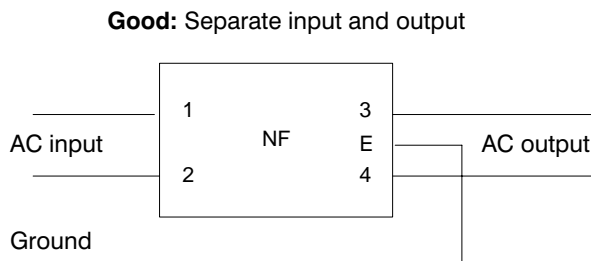 Good: Separate input and output
1 3
AC input NF E AC output
2 4
Ground